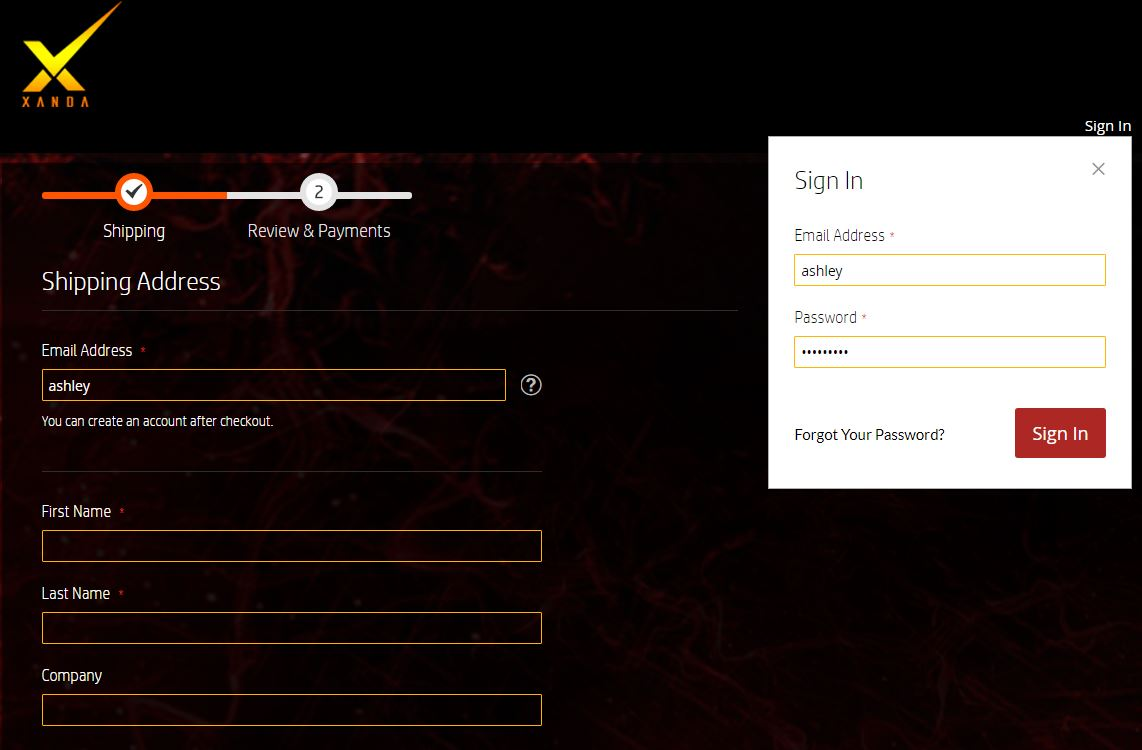 XANDA
Sign In
Shipping
2
Review & Payments
Shipping Address
Email Address *
ashley
?
You can create an account after checkout.
First Name *
Last Name *
Company
Sign In
Email Address *
ashley
Password *
•••••••••
Forgot Your Password?
Sign In